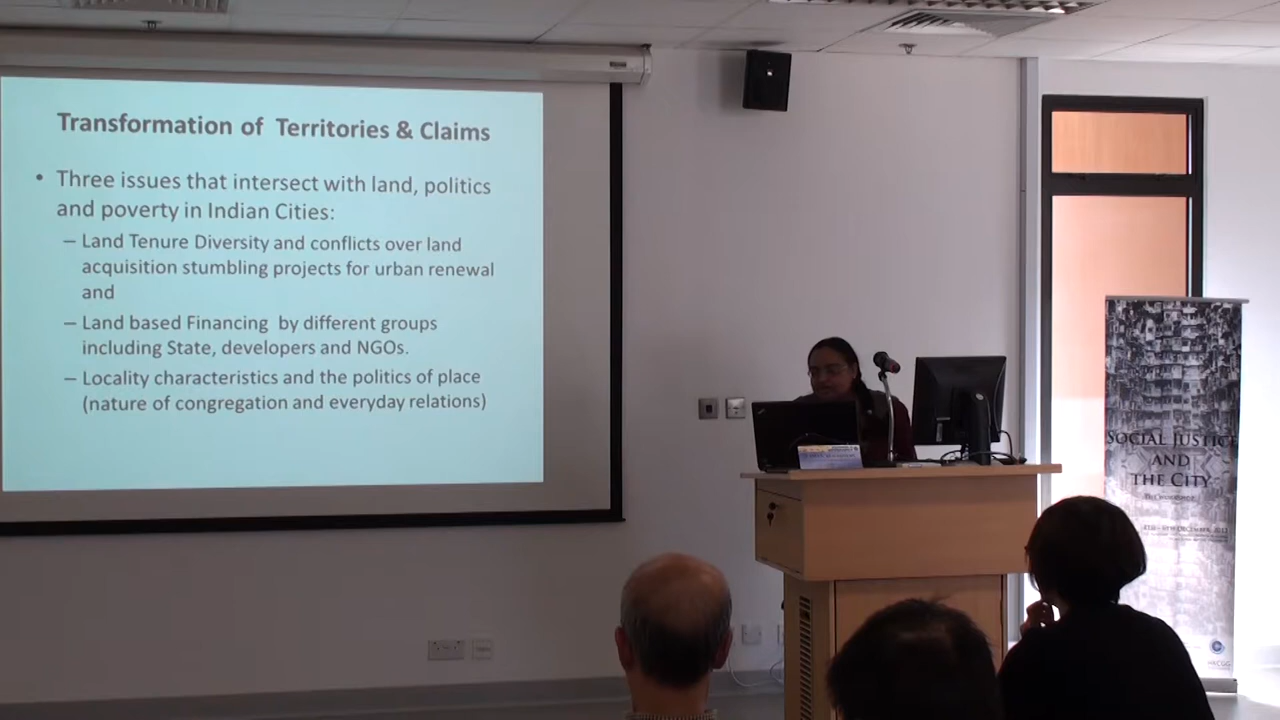 Transformation of Territories & Claims
• Three issues that intersect with land, politics
and poverty in Indian Cities:
– Land Tenure Diversity and conflicts over land
acquisition stumbling projects for urban renewal
and
– Land based Financing by different groups
including State, developers and NGOs.
– Locality characteristics and the politics of place
(nature of congregation and everyday relations)
SOCIAL JUSTICE
AND
THE CITY
HKCGG